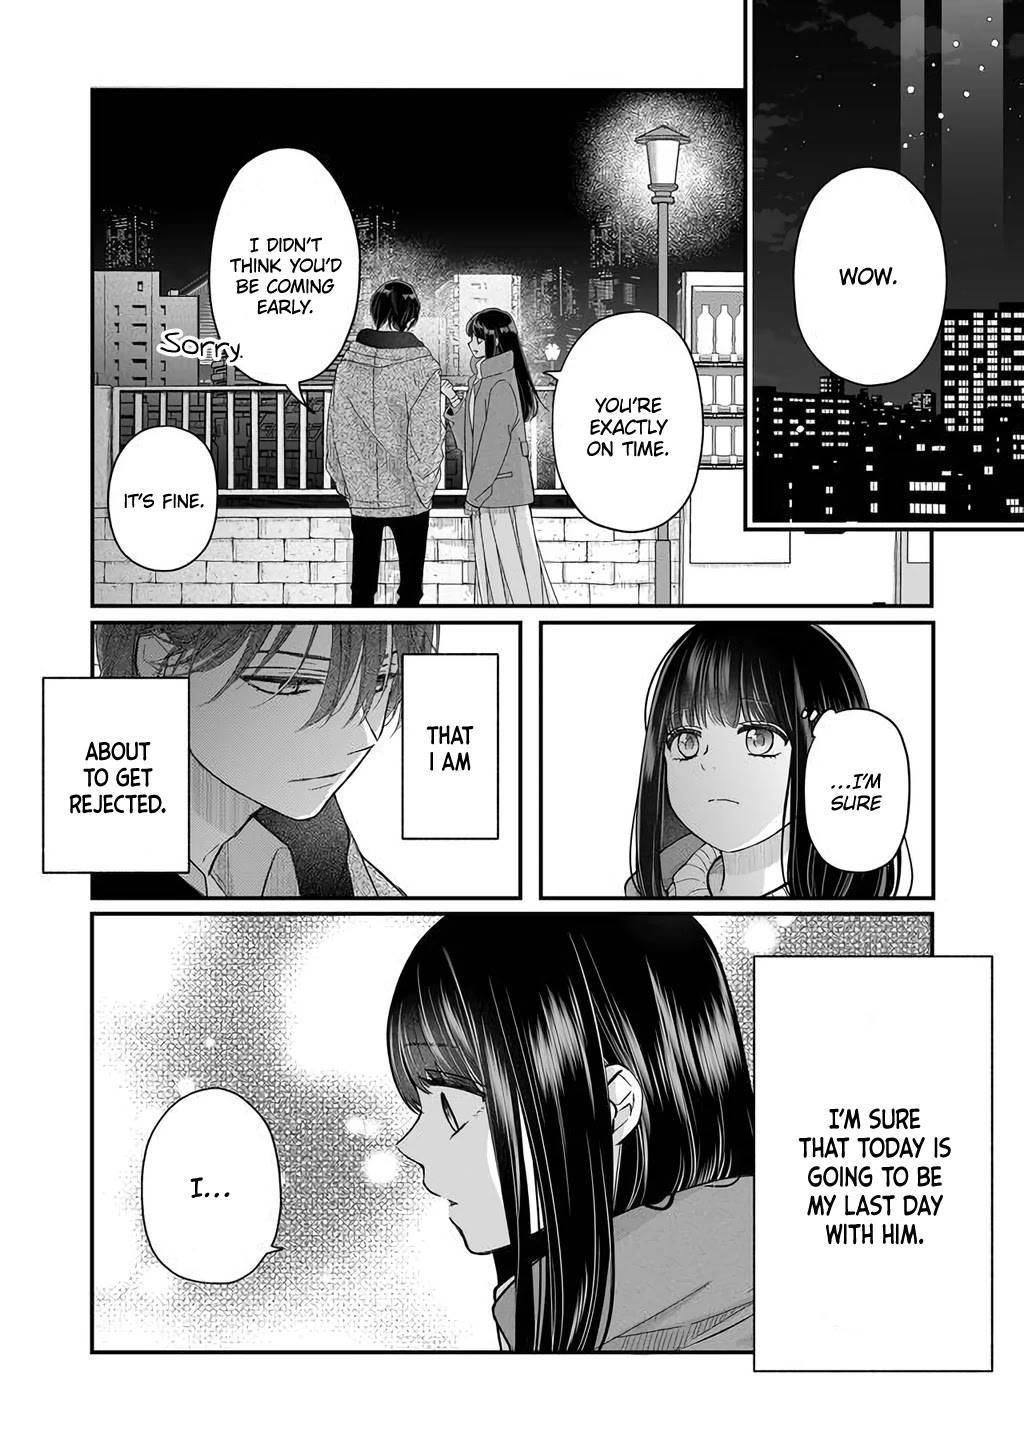 WOW.
YOU'RE
EXACTLY
ON TIME.
I DIDN'T
THINK YOU'D
BE COMING
EARLY.
Sorry.
IT'S FINE.
...I'M
SURE
THAT
I AM
ABOUT
TO GET
REJECTED.
I'M SURE
THAT TODAY IS
GOING TO BE
MY LAST DAY
WITH HIM.
I...